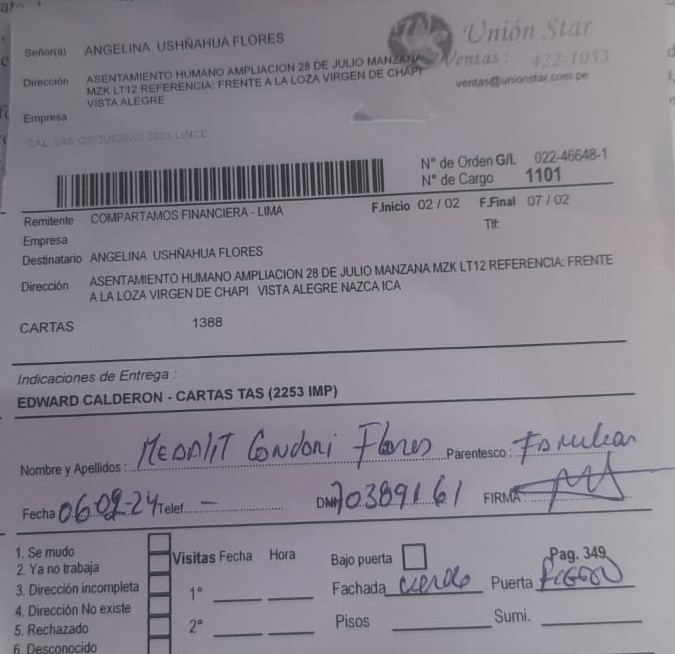 Señor(a) ANGELINA USHÑAHUA FLORES
Unión Star
Ventas: 422-1053
ventas@unionstar.com.pe
Dirección ASENTAMIENTO HUMANO AMPLIACION 28 DE JULIO MANZANA
MZK LT12 REFERENCIA: FRENTE A LA LOZA VIRGEN DE CHAPI
VISTA ALEGRE
Empresa
CAL. LAS ORQUIDEAS LINCE
N° de Orden G/L 022-46648-1
N° de Cargo 1101
Remitente COMPARTAMOS FINANCIERA - LIMA F.Inicio 02 / 02 F.Final 07 / 02
Empresa Tlf:
Destinatario ANGELINA USHÑAHUA FLORES
Dirección ASENTAMIENTO HUMANO AMPLIACION 28 DE JULIO MANZANA MZK LT12 REFERENCIA: FRENTE
A LA LOZA VIRGEN DE CHAPI VISTA ALEGRE NAZCA ICA
CARTAS 1388
Indicaciones de Entrega :
EDWARD CALDERON - CARTAS TAS (2253 IMP)
Nombre y Apellidos : Medalit Condori Flores Parentesco : Familiar
Fecha 06-02-24 Telef. - DNI 70389161 FIRMA :
1. Se mudo
2. Ya no trabaja
3. Dirección incompleta
4. Dirección No existe
5. Rechazado
6. Desconocido
Visitas Fecha Hora
1°
2°
Bajo puerta Pag. 349
Fachada Puerta
Pisos Sumi.